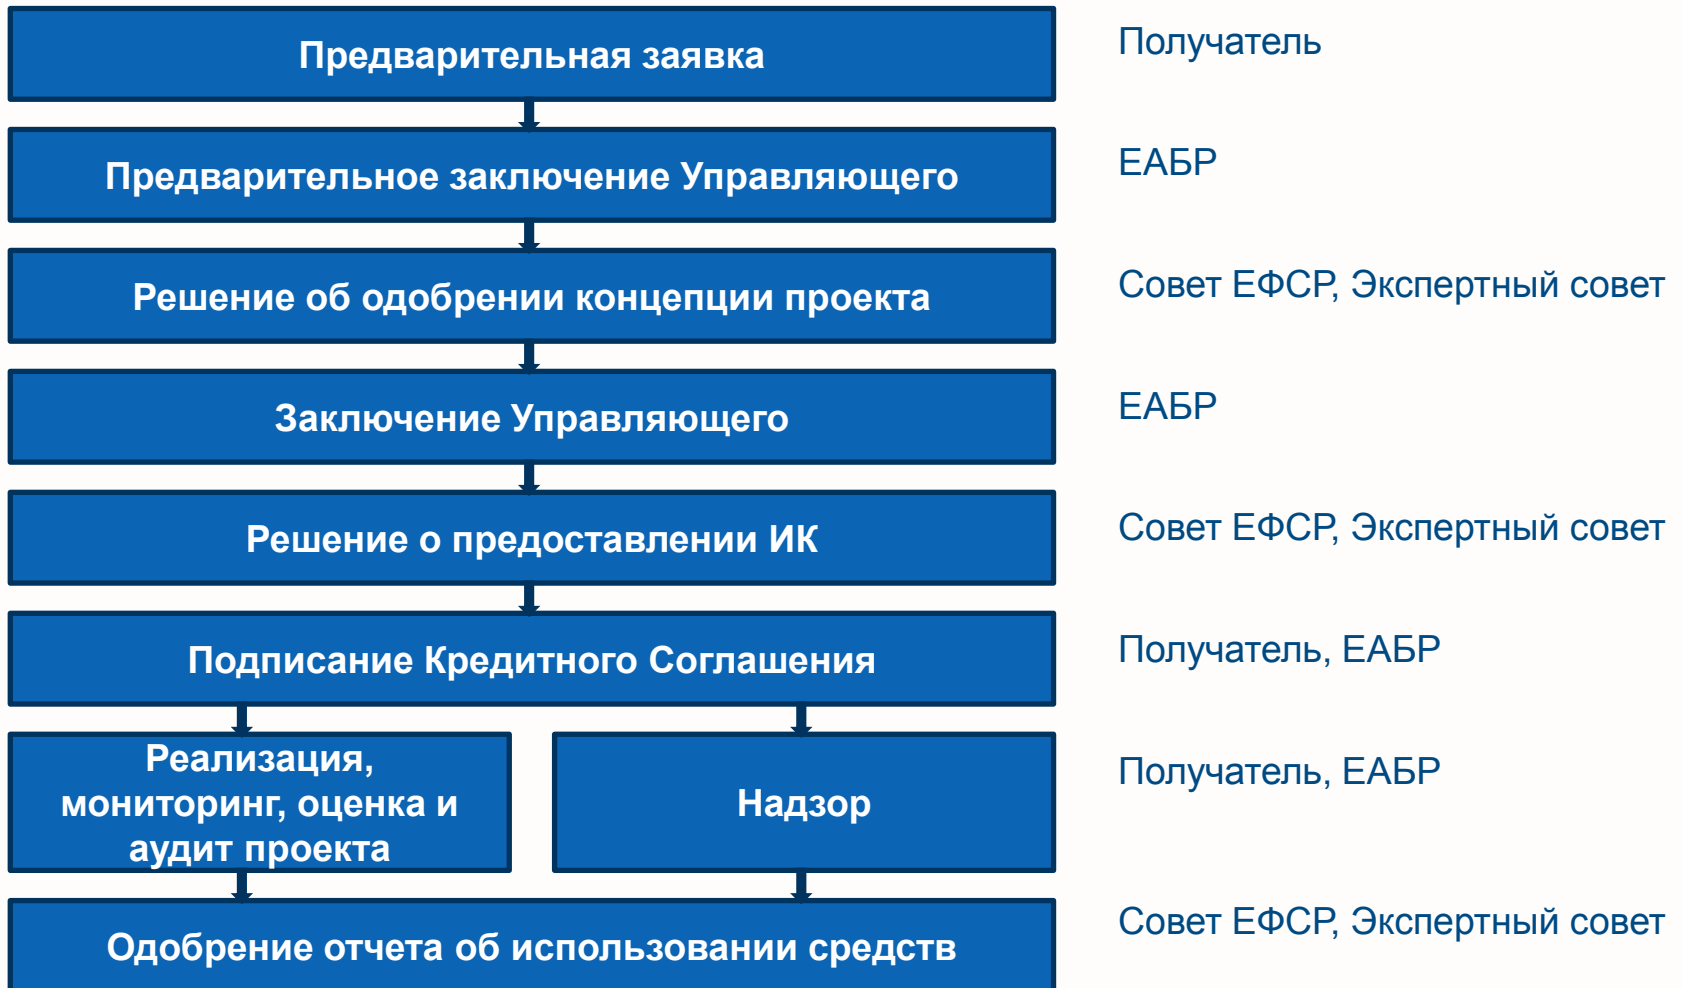 Предварительная заявка
Получатель
Предварительное заключение Управляющего
ЕАБР
Решение об одобрении концепции проекта
Совет ЕФСР, Экспертный совет
Заключение Управляющего
ЕАБР
Решение о предоставлении ИК
Совет ЕФСР, Экспертный совет
Подписание Кредитного Соглашения
Получатель, ЕАБР
Реализация,
мониторинг, оценка и
аудит проекта
Надзор
Получатель, ЕАБР
Одобрение отчета об использовании средств
Совет ЕФСР, Экспертный совет